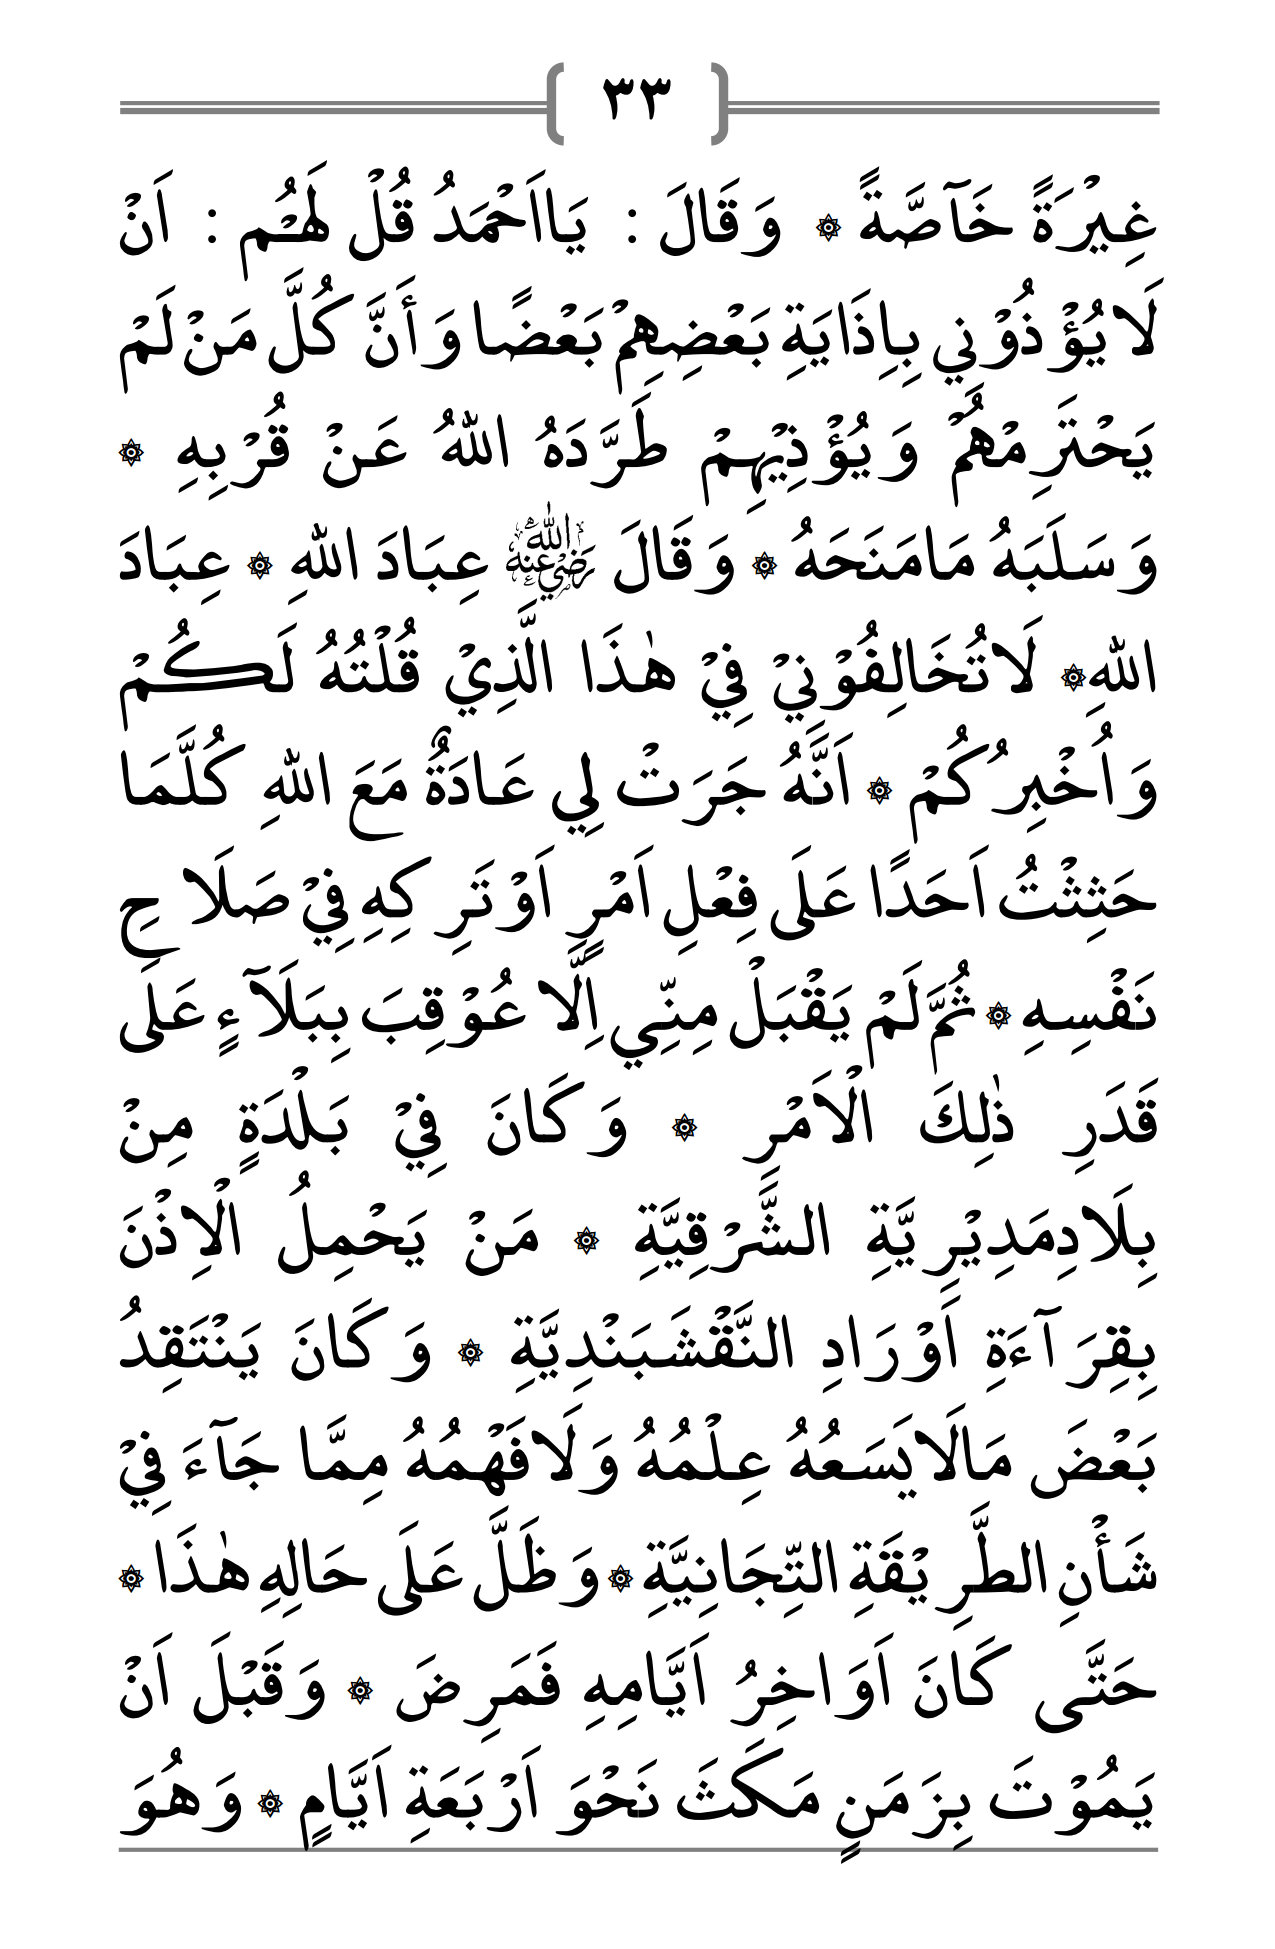 ٣٣
غِيْرَةً خَآصَّةً ۞ وَقَالَ : يَااَحْمَدُ قُلْ لَهُمْ : اَنْ
لَا يُؤْذُوْنِي بِاِذَايَةِ بَعْضِهِمْ بَعْضًا وَأَنَّ كُلَّ مَنْ لَمْ
يَحْتَرِمْهُمْ وَيُؤْذِيْهِمْ طَرَّدَهُ اللهُ عَنْ قُرْبِهِ ۞
وَسَلَبَهُ مَامَنَحَهُ ۞ وَقَالَ رَضِيَ اللهُ عَنْهُ عِبَادَ اللهِ ۞ عِبَادَ
اللهِ۞ لَاتُخَالِفُوْنِيْ فِيْ هٰذَا الَّذِيْ قُلْتُهُ لَكُمْ
وَاُخْبِرُكُمْ ۞ اَنَّهُ جَرَتْ لِي عَادَةٌ مَعَ اللهِ كُلَّمَا
حَثِثْتُ اَحَدًا عَلَى فِعْلِ اَمْرٍ اَوْتَرِكِهِ فِيْ صَلَاحِ
نَفْسِهِ ۞ ثُمَّ لَمْ يَقْبَلْ مِنِّي اِلَّا عُوْقِبَ بِبَلَآءٍ عَلَى
قَدَرِ ذٰلِكَ الْاَمْرِ ۞ وَكَانَ فِيْ بَلْدَةٍ مِنْ
بِلَادِمَدِيْرِيَّةِ الشَّرْقِيَّةِ ۞ مَنْ يَحْمِلُ الْاِذْنَ
بِقِرَآءَةِ اَوْرَادِ النَّقْشَبَنْدِيَّةِ ۞ وَكَانَ يَنْتَقِدُ
بَعْضَ مَالَايَسَعُهُ عِلْمُهُ وَلَافَهْمُهُ مِمَّا جَآءَ فِيْ
شَأْنِ الطَّرِيْقَةِ التِّجَانِيَّةِ ۞ وَظَلَّ عَلَى حَالِهِ هٰذَا ۞
حَتَّى كَانَ اَوَاخِرُ اَيَّامِهِ فَمَرِضَ ۞ وَقَبْلَ اَنْ
يَمُوْتَ بِزَمَنٍ مَكَثَ نَحْوَ اَرْبَعَةِ اَيَّامٍ ۞ وَهُوَ